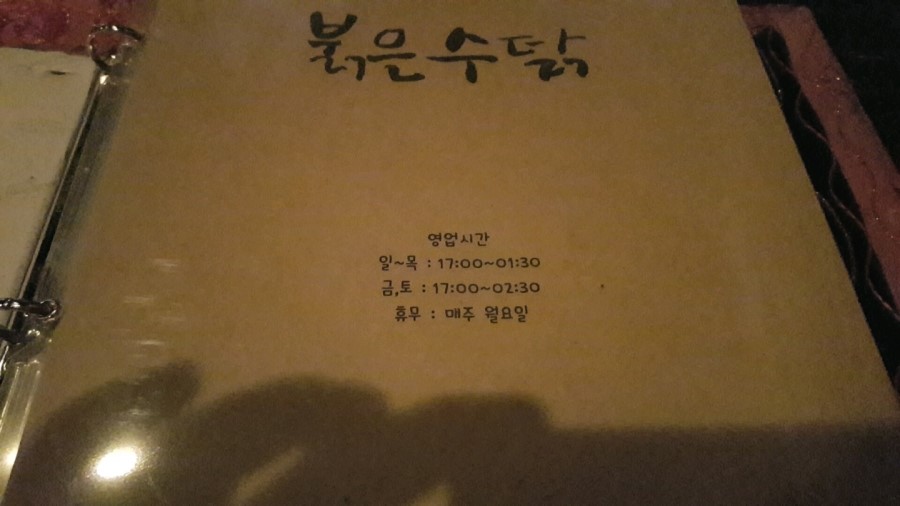 붉은수탉
영업시간
일~목 : 17:00~01:30
금,토 : 17:00~02:30
휴무 : 매주 월요일